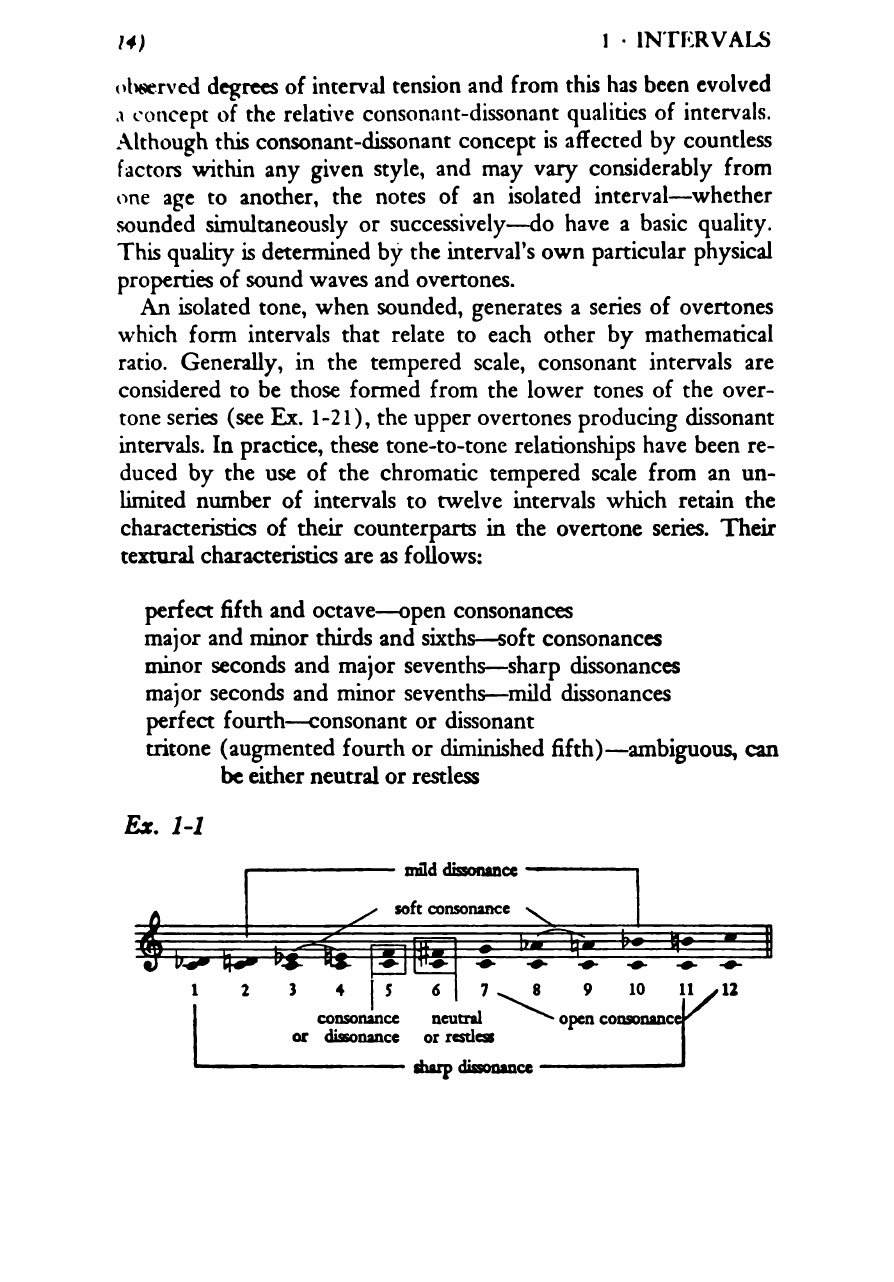 14)
1 · INTERVALS
observed degrees of interval tension and from this has been evolved
a concept of the relative consonant-dissonant qualities of intervals.
Although this consonant-dissonant concept is affected by countless
factors within any given style, and may vary considerably from
one age to another, the notes of an isolated interval—whether
sounded simultaneously or successively—do have a basic quality.
This quality is determined by the interval's own particular physical
properties of sound waves and overtones.
An isolated tone, when sounded, generates a series of overtones
which form intervals that relate to each other by mathematical
ratio. Generally, in the tempered scale, consonant intervals are
considered to be those formed from the lower tones of the over-
tone series (see Ex. 1-21), the upper overtones producing dissonant
intervals. In practice, these tone-to-tone relationships have been re-
duced by the use of the chromatic tempered scale from an un-
limited number of intervals to twelve intervals which retain the
characteristics of their counterparts in the overtone series. Their
textural characteristics are as follows:
perfect fifth and octave—open consonances
major and minor thirds and sixths—soft consonances
minor seconds and major sevenths—sharp dissonances
major seconds and minor sevenths—mild dissonances
perfect fourth—consonant or dissonant
tritone (augmented fourth or diminished fifth)—ambiguous, can
be either neutral or restless
Ex. 1-1
mild dissonance
soft consonance
1 2 3 4 5 6 7 8 9 10 11 12
consonance neutral open consonance
or dissonance or restless
sharp dissonance